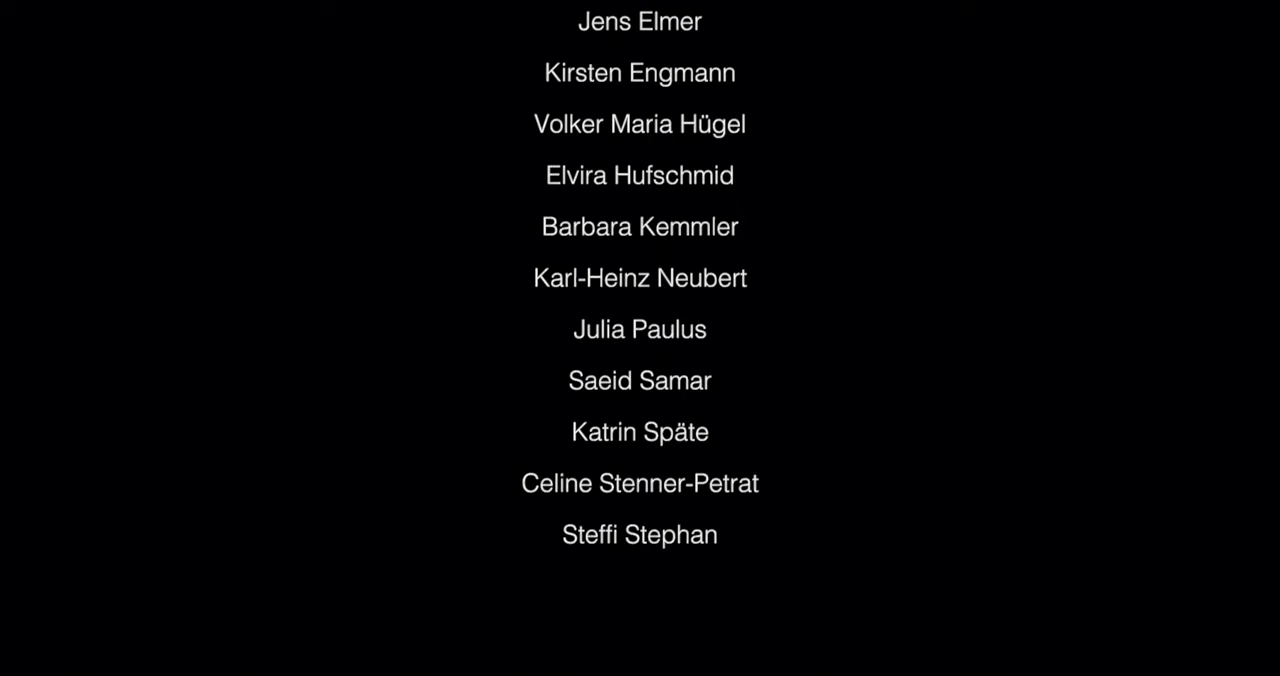 Jens Elmer
Kirsten Engmann
Volker Maria Hügel
Elvira Hufschmid
Barbara Kemmler
Karl-Heinz Neubert
Julia Paulus
Saeid Samar
Katrin Späte
Celine Stenner-Petrat
Steffi Stephan